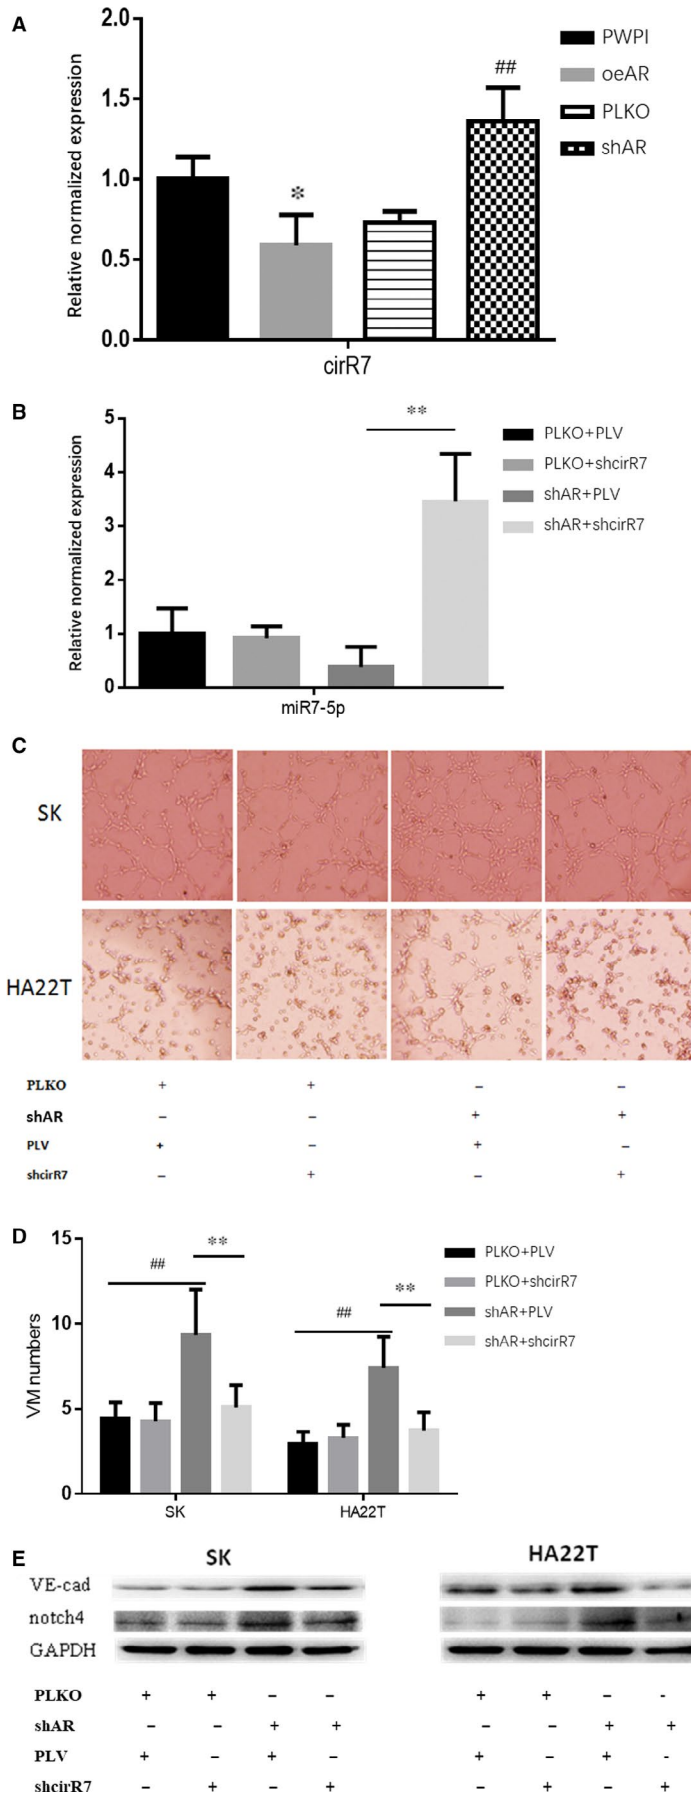 A
Relative normalized expression
2.0
1.5
1.0
0.5
0.0
*
##
cirR7
PWPI
oeAR
PLKO
shAR
B
Relative normalized expression
5
4
3
2
1
0
**
miR7-5p
PLKO+PLV
PLKO+shcirR7
shAR+PLV
shAR+shcirR7
C
SK
HA22T
PLKO + + – –
shAR – – + +
PLV + – + –
shcirR7 – + – +
D
VM numbers
15
10
5
0
## **
## **
SK HA22T
PLKO+PLV
PLKO+shcirR7
shAR+PLV
shAR+shcirR7
E
SK HA22T
VE-cad
notch4
GAPDH
PLKO + + – – + + – -
shAR – – + + – – + +
PLV + – + – + – + -
shcirR7 – + – + – + – +